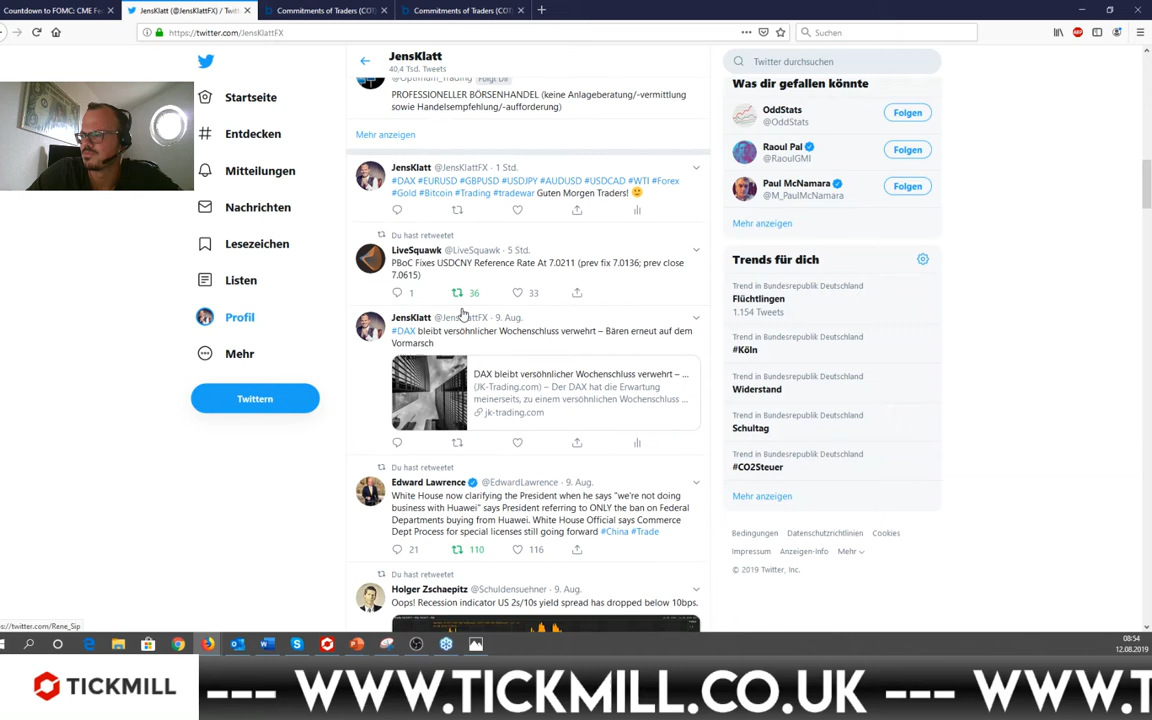 Countdown to FOMC: CME Fe
JensKlatt (@JensKlattFX) / Twitt
Commitments of Traders (COT
Commitments of Traders (COT
https://twitter.com/JensKlattFX
Suchen
Startseite
Entdecken
Mitteilungen
Nachrichten
Lesezeichen
Listen
Profil
Mehr
Twittern
JensKlatt
40,4 Tsd. Tweets
@Optimum_Trading Folgt Dir
PROFESSIONELLER BÖRSENHANDEL (keine Anlageberatung/-vermittlung
sowie Handelsempfehlung/-aufforderung)
Mehr anzeigen
JensKlatt @JensKlattFX · 1 Std.
#DAX #EURUSD #GBPUSD #USDJPY #AUDUSD #USDCAD #WTI #Forex
#Gold #Bitcoin #Trading #tradewar Guten Morgen Traders! 🙂
Du hast retweetet
LiveSquawk @LiveSquawk · 5 Std.
PBoC Fixes USDCNY Reference Rate At 7.0211 (prev fix 7.0136; prev close
7.0615)
1 36 33
JensKlatt @JensKlattFX · 9. Aug.
#DAX bleibt versöhnlicher Wochenschluss verwehrt – Bären erneut auf dem
Vormarsch
DAX bleibt versöhnlicher Wochenschluss verwehrt – ...
(JK-Trading.com) – Der DAX hat die Erwartung
meinerseits, zu einem versöhnlichen Wochenschluss ...
jk-trading.com
Du hast retweetet
Edward Lawrence @EdwardLawrence · 9. Aug.
White House now clarifying the President when he says "we're not doing
business with Huawei" says President referring to ONLY the ban on Federal
Departments buying from Huawei. White House Official says Commerce
Dept Process for special licenses still going forward #China #Trade
21 110 116
Du hast retweetet
Holger Zschaepitz @Schuldensuehner · 9. Aug.
Oops! Recession indicator US 2s/10s yield spread has dropped below 10bps.
Twitter durchsuchen
Was dir gefallen könnte
OddStats
@OddStats
Folgen
Raoul Pal
@RaoulGMI
Folgen
Paul McNamara
@M_PaulMcNamara
Folgen
Mehr anzeigen
Trends für dich
Trend in Bundesrepublik Deutschland
Flüchtlingen
1.154 Tweets
Trend in Bundesrepublik Deutschland
#Köln
Trend in Bundesrepublik Deutschland
Widerstand
Trend in Bundesrepublik Deutschland
Schultag
Trend in Bundesrepublik Deutschland
#CO2Steuer
Mehr anzeigen
Bedingungen Datenschutzrichtlinien Cookies
Impressum Anzeigen-Info Mehr
© 2019 Twitter, Inc.
s://twitter.com/Rene_Sip
08:54
12.08.2019
TICKMILL
--- WWW.TICKMILL.CO.UK --- WWW.T